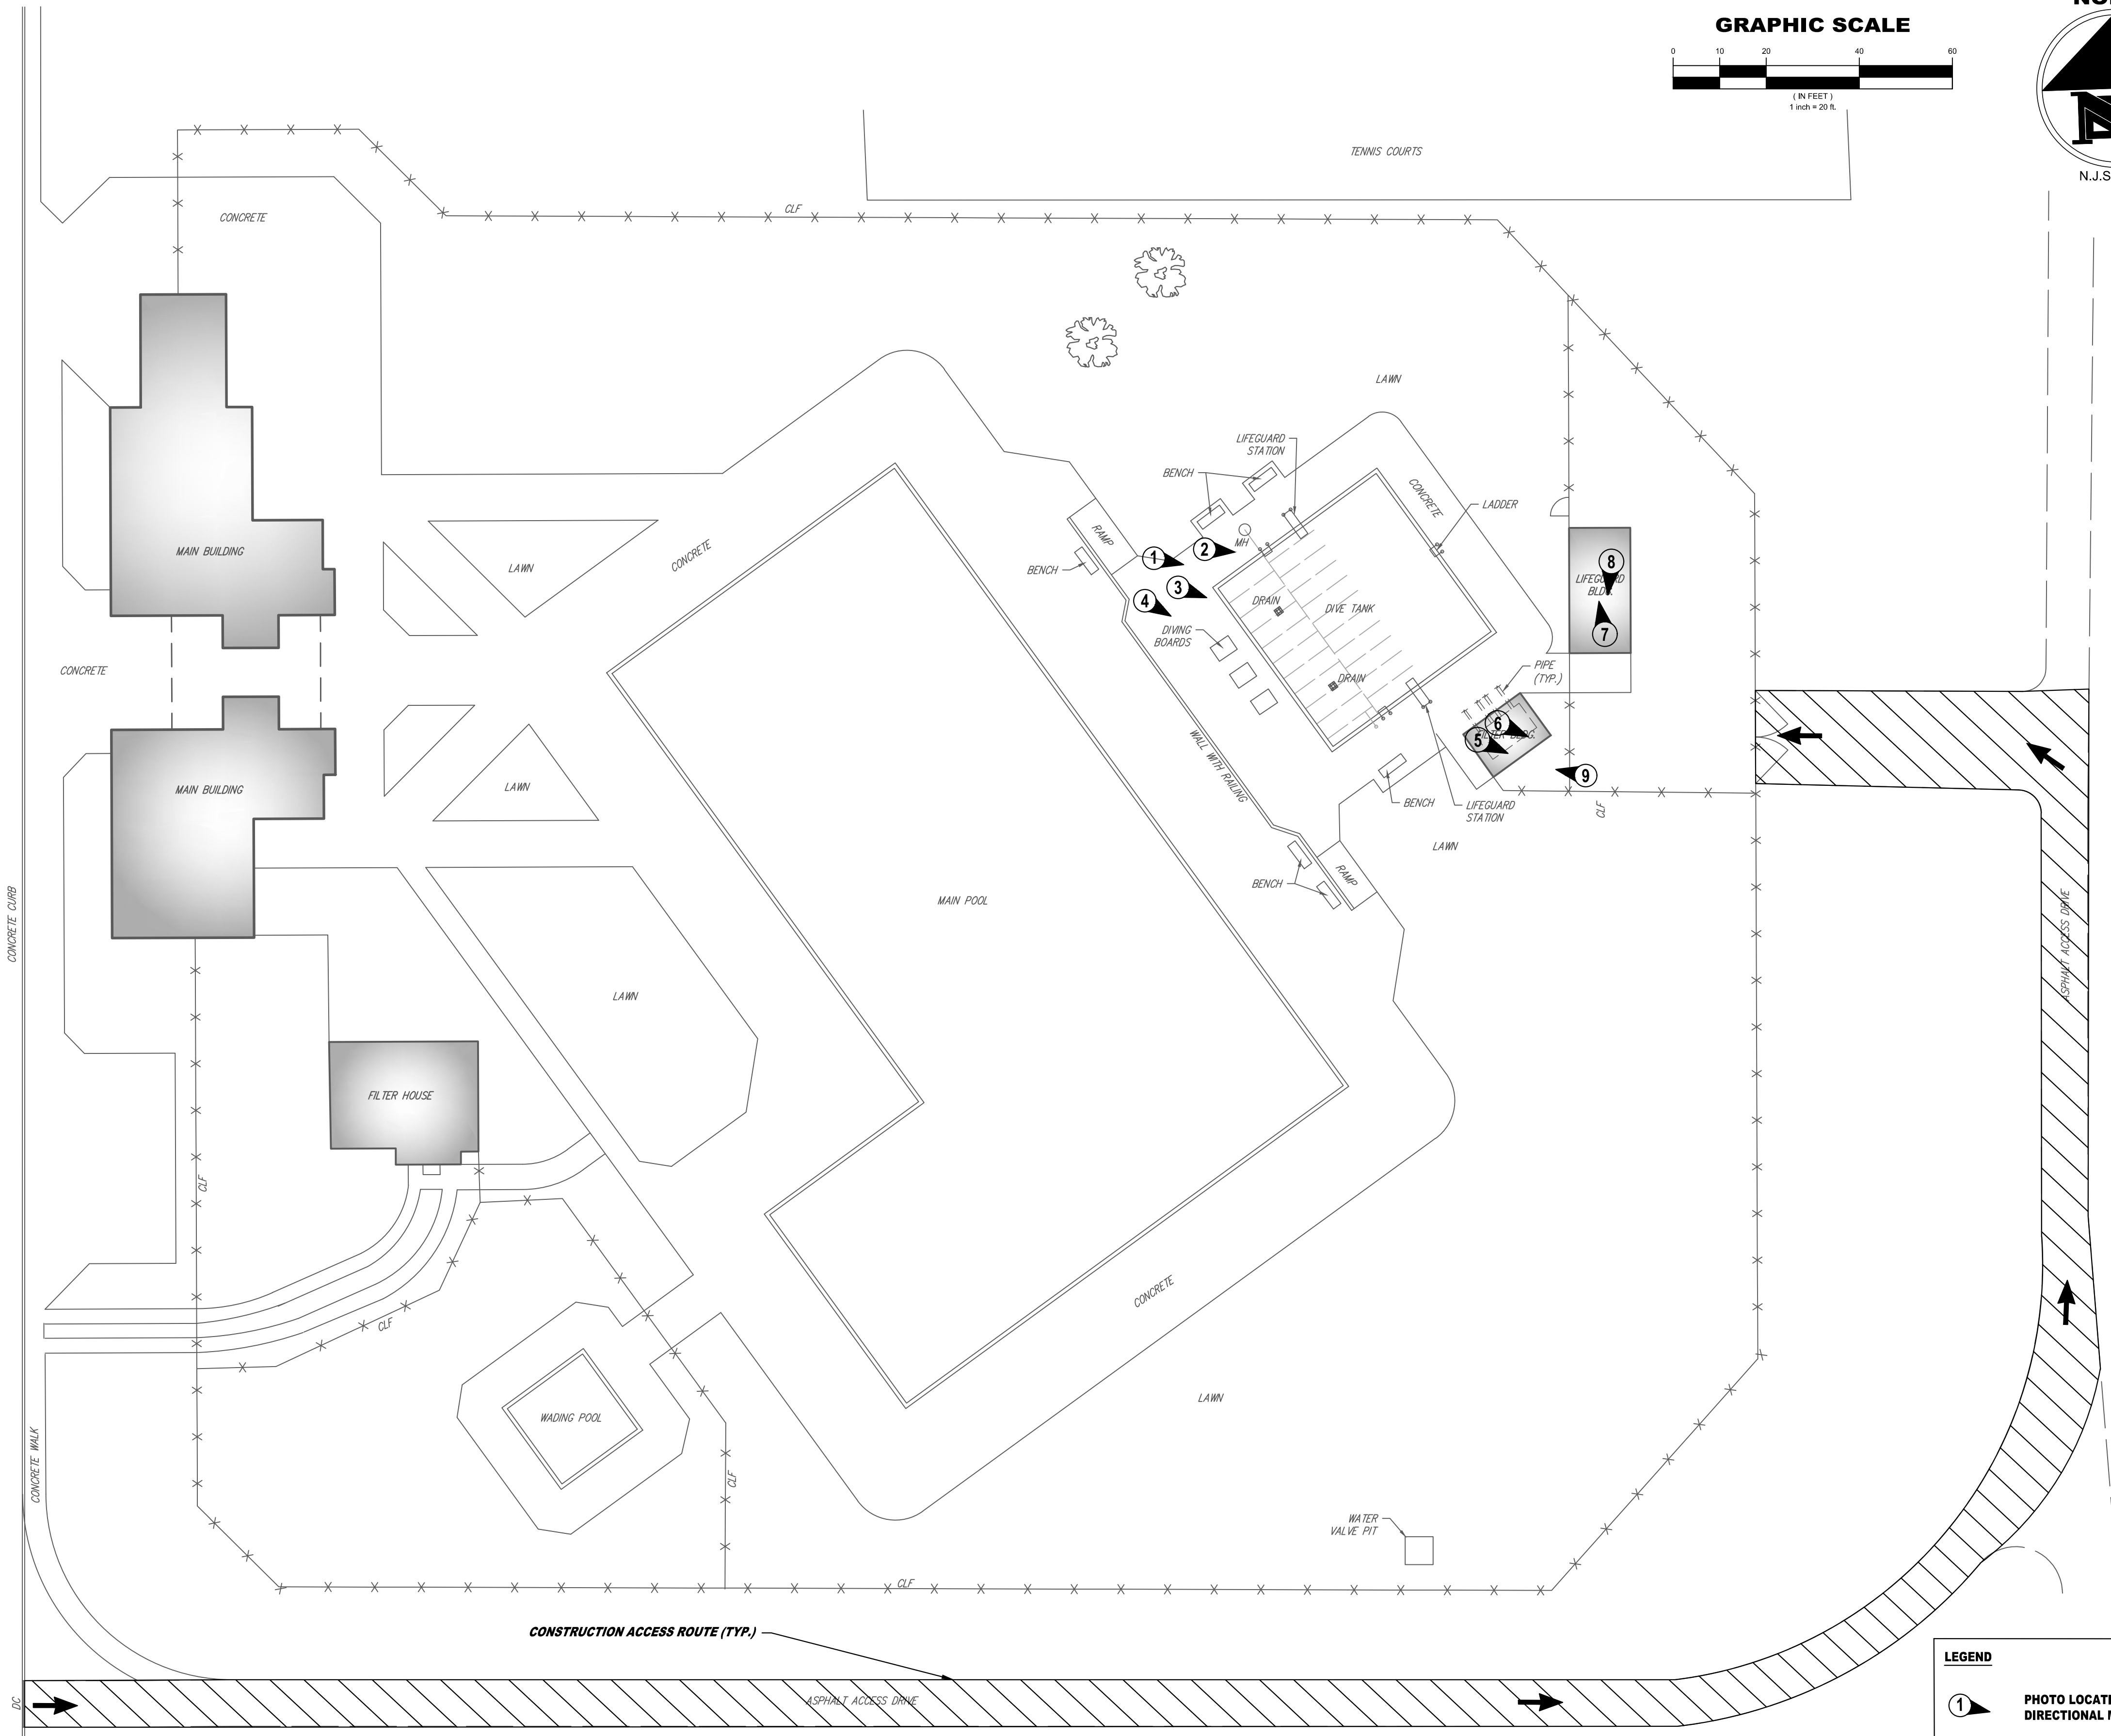 GRAPHIC SCALE
0 10 20 40 60
( IN FEET )
1 inch = 20 ft.
TENNIS COURTS
CONCRETE
CLF
LAWN
LIFEGUARD
STATION
BENCH
CONCRETE
LADDER
RAMP
MH
1
2
3
4
BENCH
MAIN BUILDING
LAWN
CONCRETE
DRAIN
DIVE TANK
8
LIFEGUARD
BLDG.
7
DIVING
BOARDS
CONCRETE
DRAIN
PIPE
(TYP.)
6
5
FILTER BLDG.
9
WALL WITH RAILING
MAIN BUILDING
LAWN
BENCH
LIFEGUARD
STATION
CLF
LAWN
RAMP
BENCH
MAIN POOL
CONCRETE CURB
ASPHALT ACCESS DRIVE
LAWN
FILTER HOUSE
CLF
CONCRETE
CLF
LAWN
WADING POOL
CONCRETE WALK
CLF
WATER
VALVE PIT
CLF
CONSTRUCTION ACCESS ROUTE (TYP.)
LEGEND
DC
ASPHALT ACCESS DRIVE
1
PHOTO
DIRECTIONAL